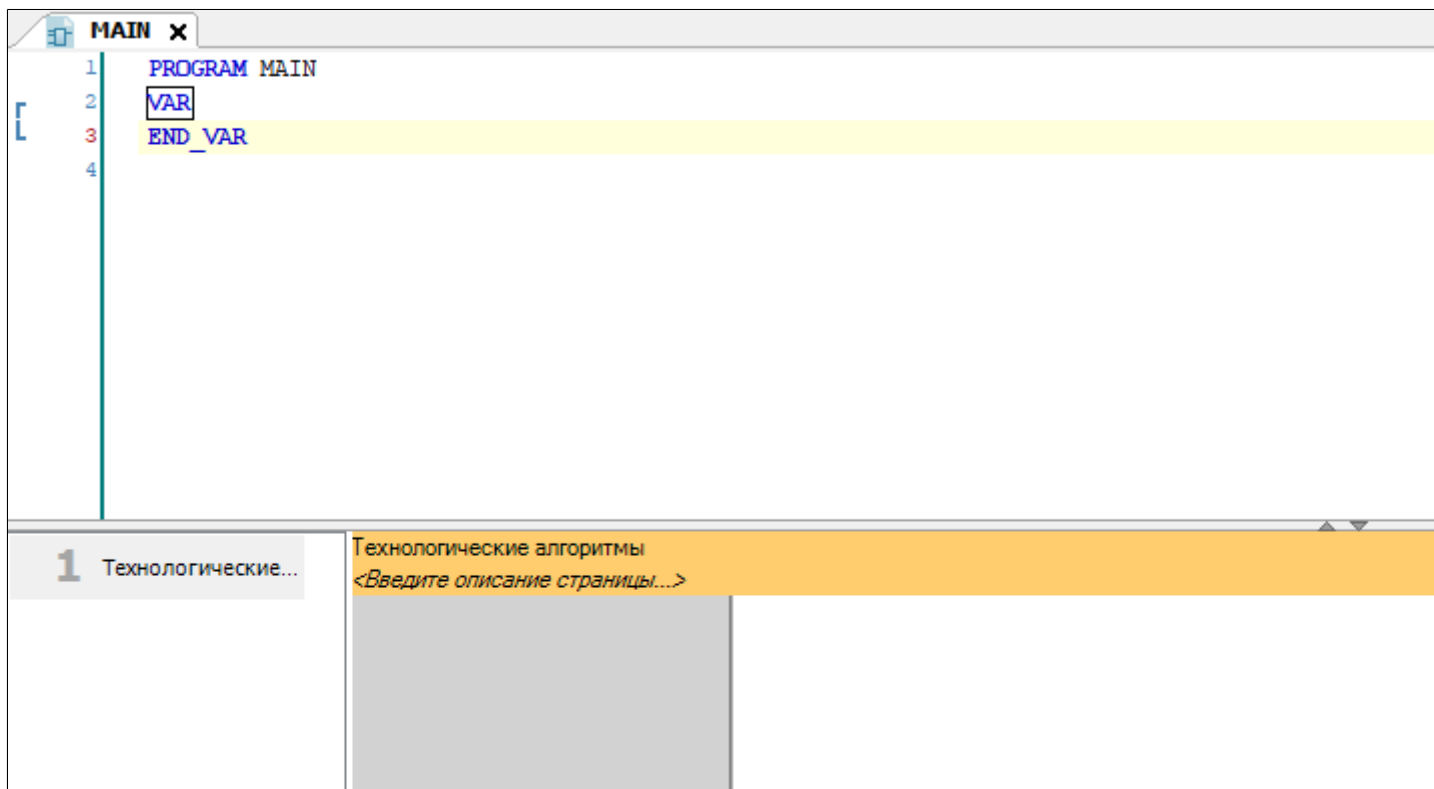 MAIN x
1 PROGRAM MAIN
2 VAR
3 END_VAR
4
1 Технологические...
Технологические алгоритмы
<Введите описание страницы...>